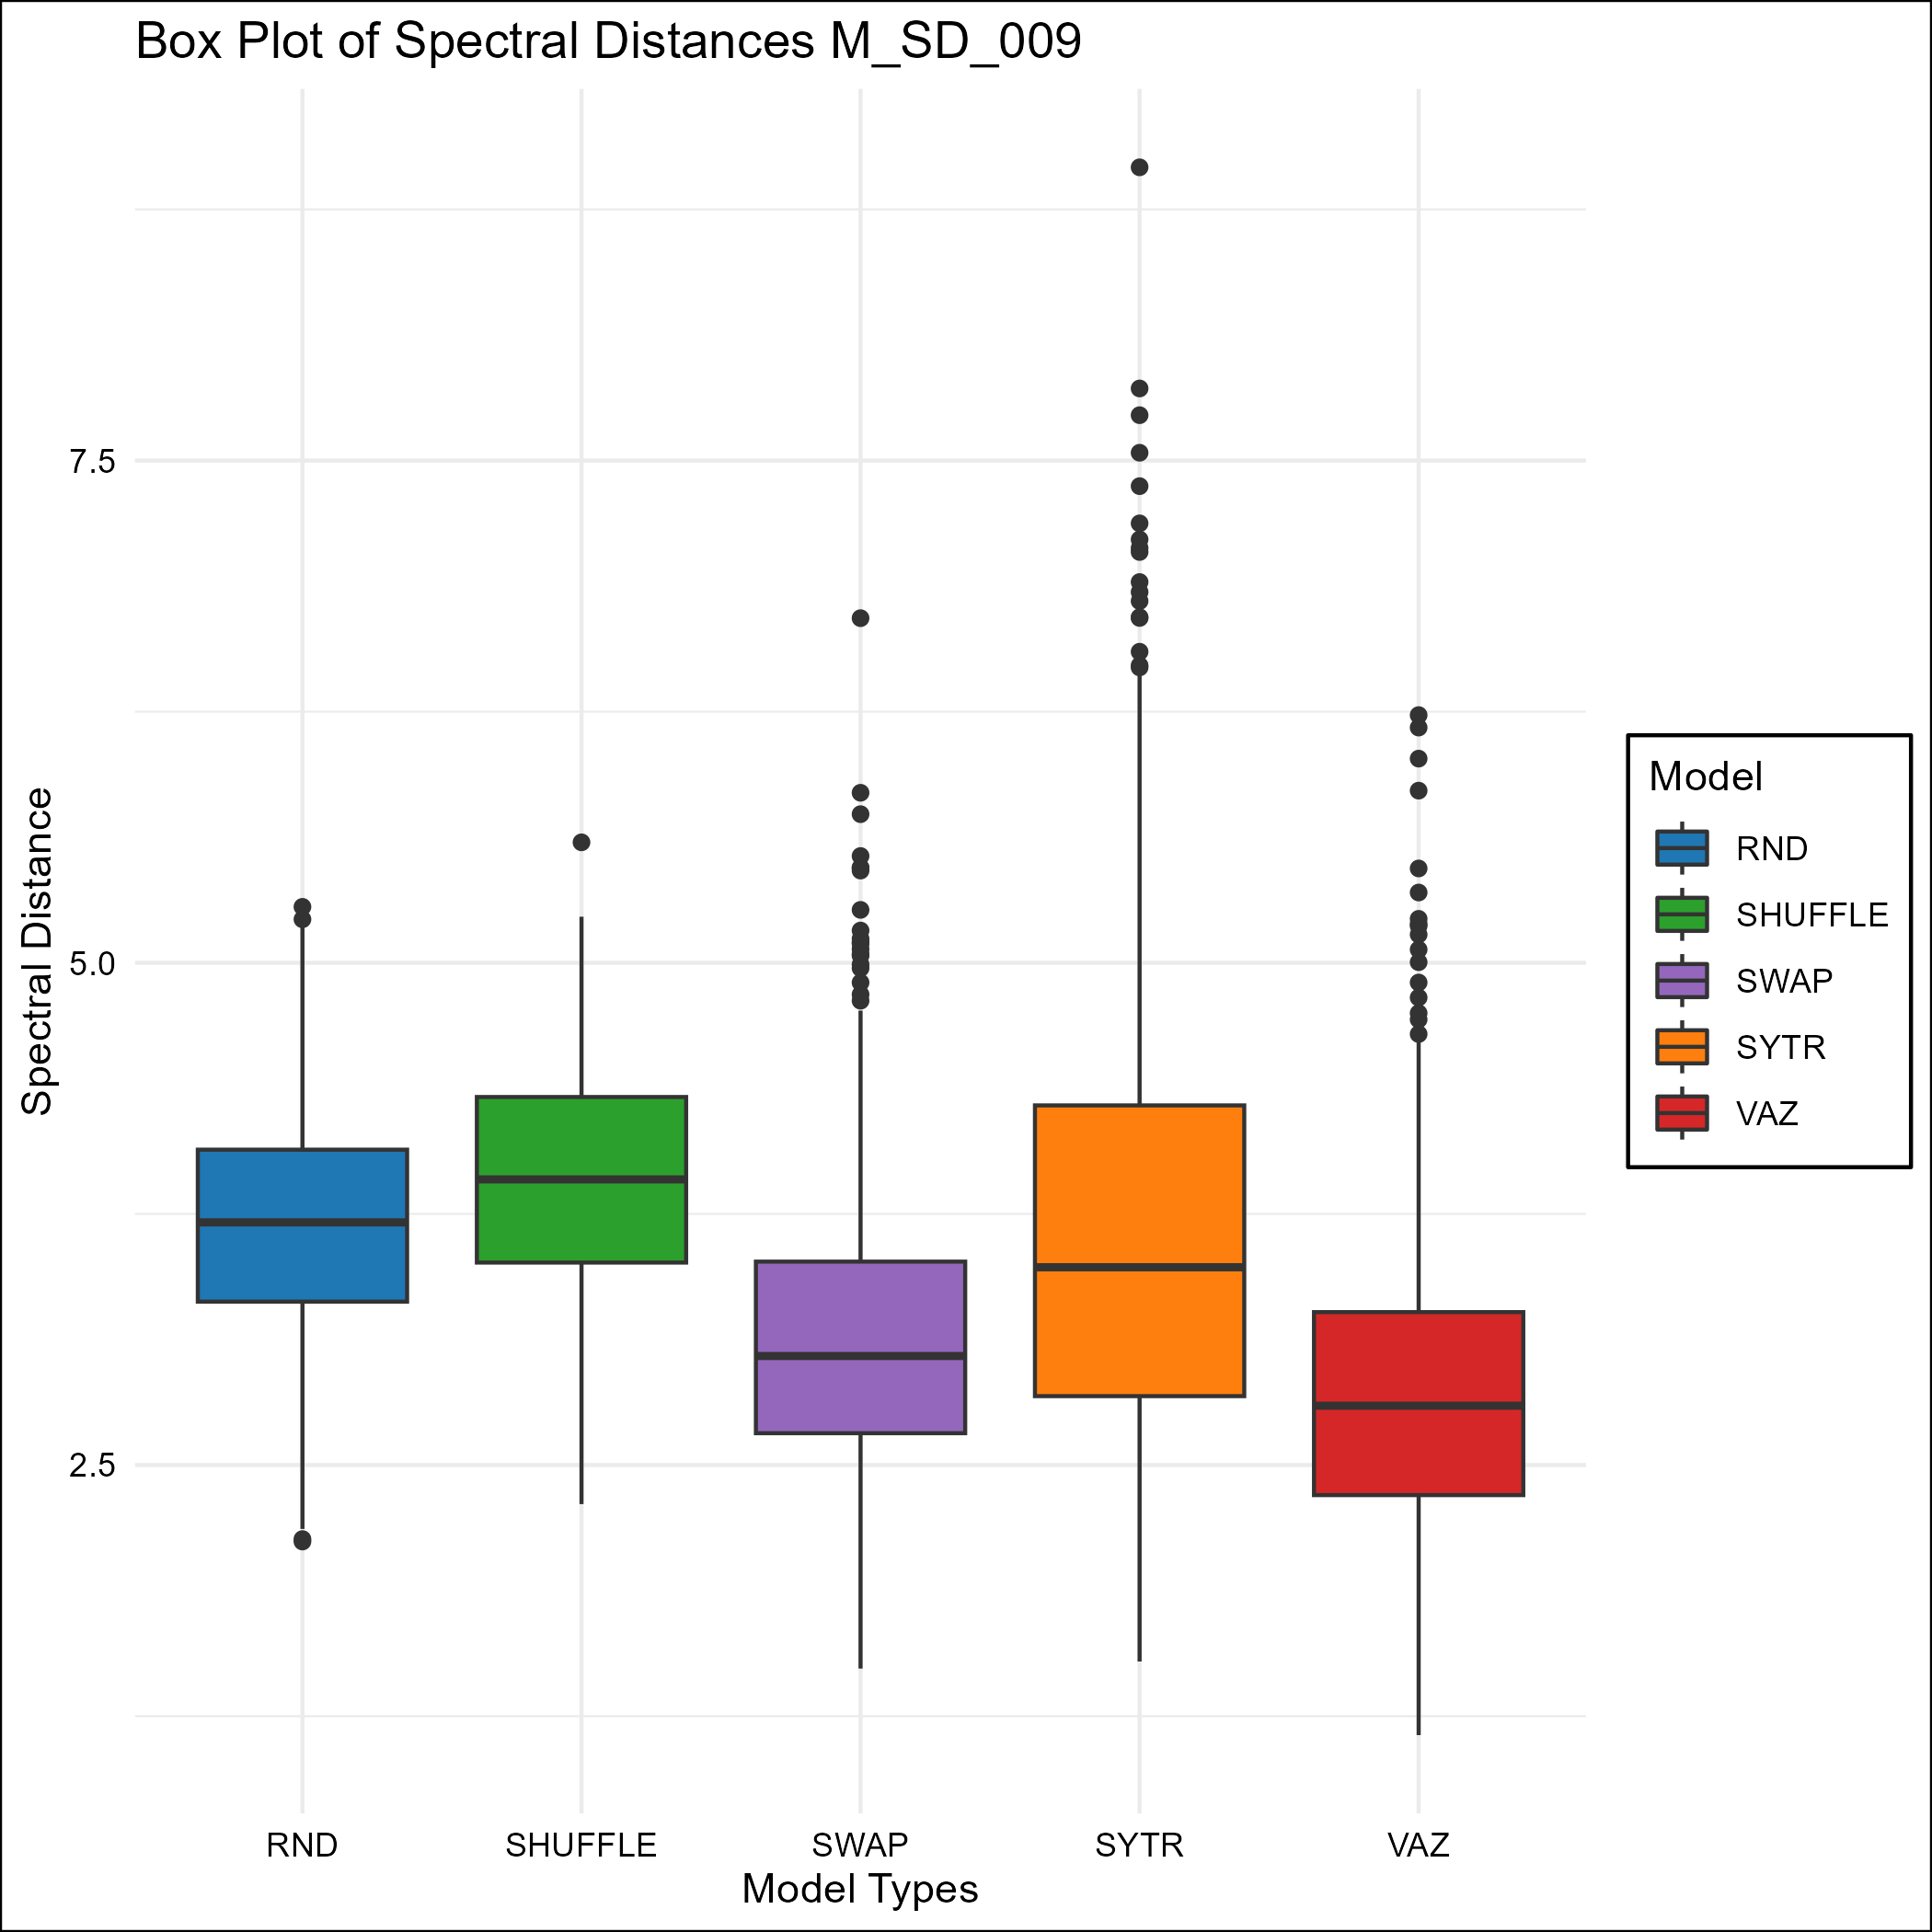 Box Plot of Spectral Distances M_SD_009
Spectral Distance
7.5
5.0
2.5
RND
SHUFFLE
SWAP
SYTR
VAZ
Model Types
Model
RND
SHUFFLE
SWAP
SYTR
VAZ